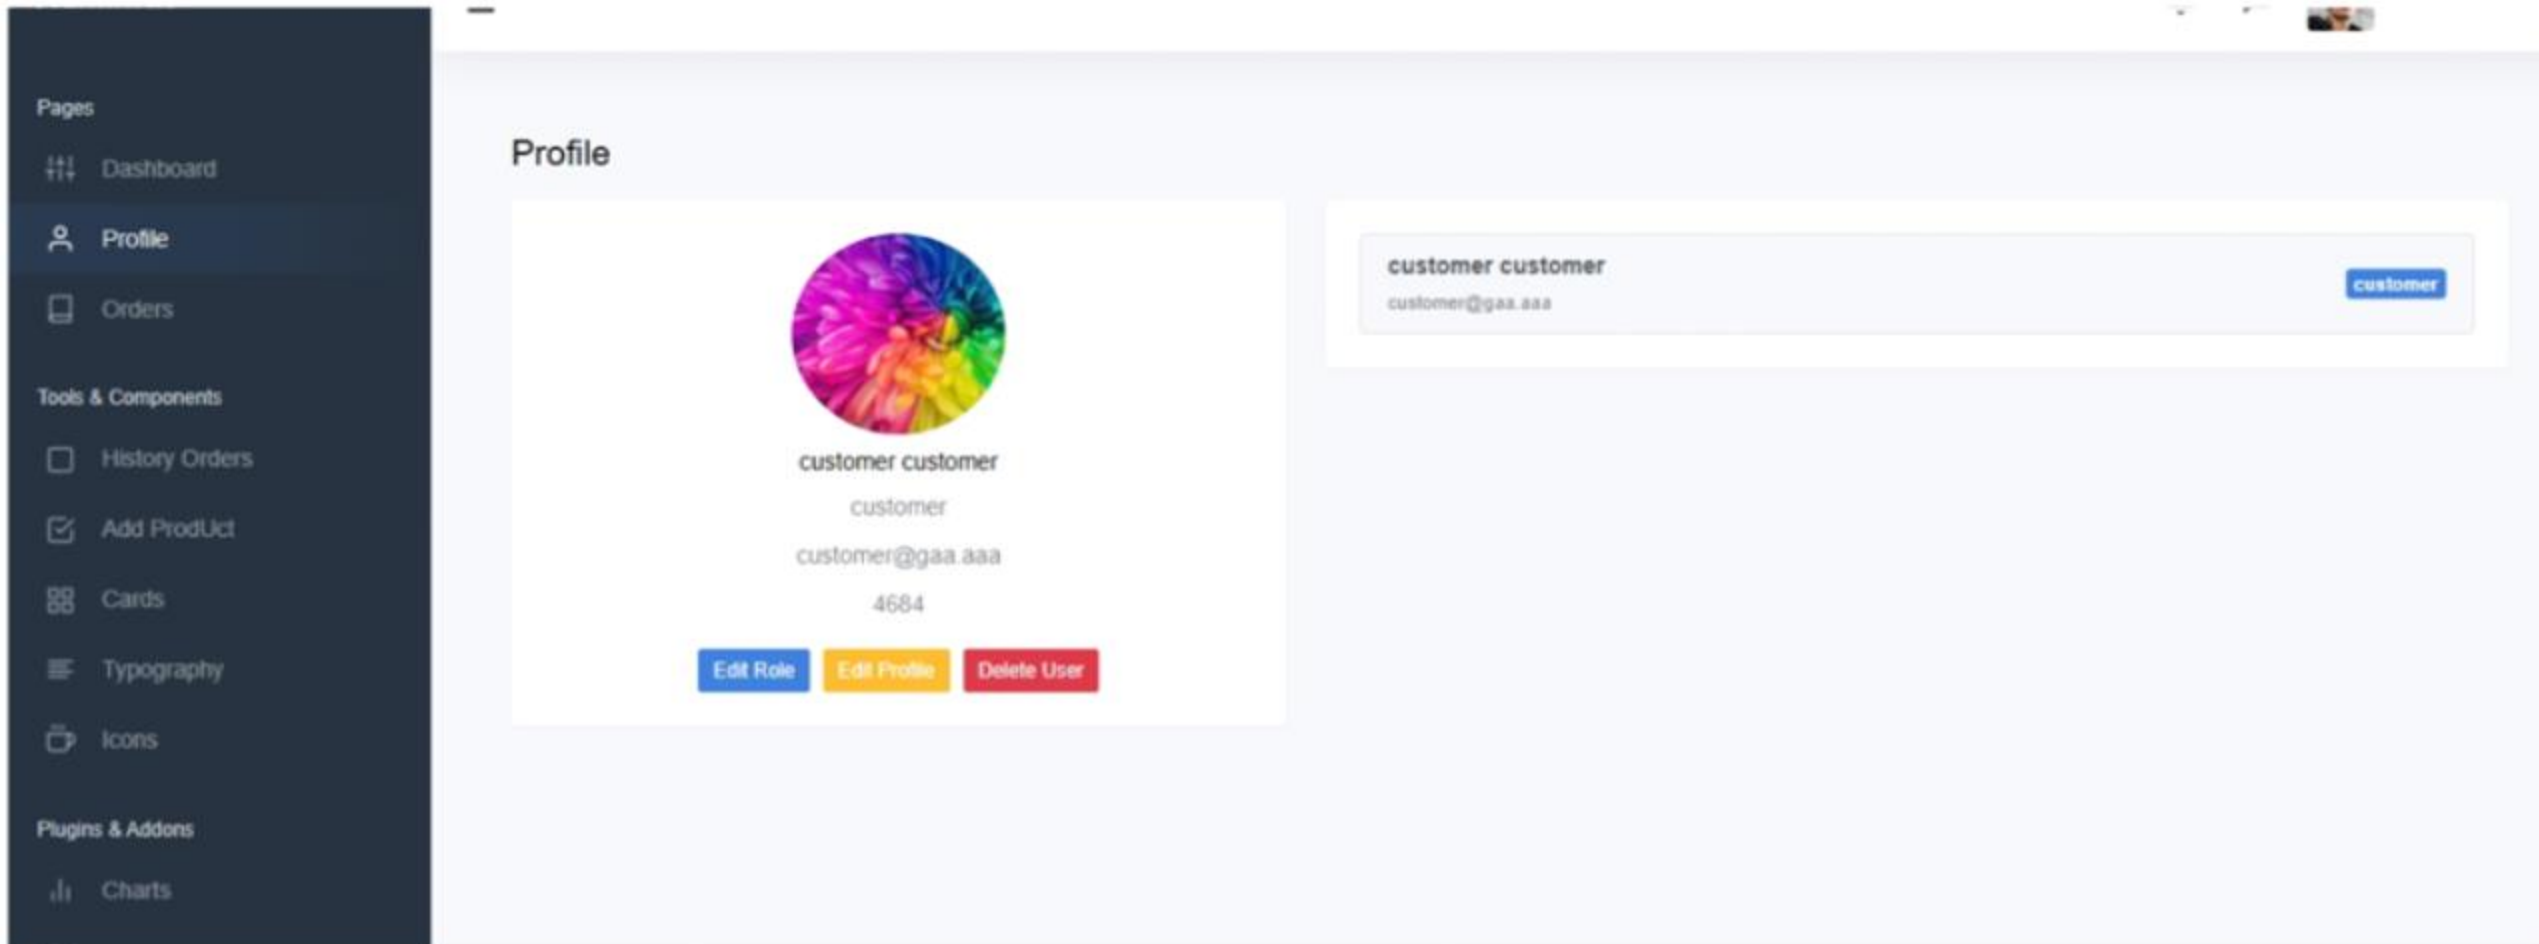 Pages
Dashboard
Profile
Orders
Tools & Components
History Orders
Add ProdUct
Cards
Typography
Icons
Plugins & Addons
Charts
Profile
customer customer
customer
customer@gaa.aaa
4684
Edit Role
Edit Profile
Delete User
customer customer
customer@gaa.aaa
customer